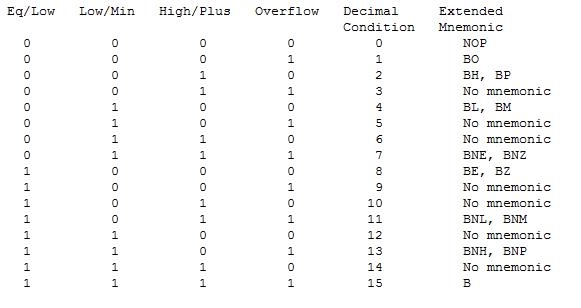 Eq/Low Low/Min High/Plus Overflow Decimal Condition Extended Mnemonic
0 0 0 0 0 NOP
0 0 0 1 1 BO
0 0 1 0 2 BH, BP
0 0 1 1 3 No mnemonic
0 1 0 0 4 BL, BM
0 1 0 1 5 No mnemonic
0 1 1 0 6 No mnemonic
0 1 1 1 7 BNE, BNZ
1 0 0 0 8 BE, BZ
1 0 0 1 9 No mnemonic
1 0 1 0 10 No mnemonic
1 0 1 1 11 BNL, BNM
1 1 0 0 12 No mnemonic
1 1 0 1 13 BNH, BNP
1 1 1 0 14 No mnemonic
1 1 1 1 15 B